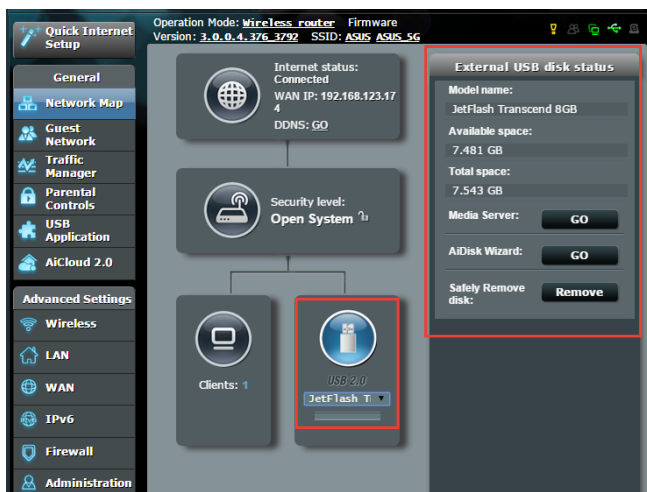 Quick Internet
Setup
General
Network Map
Guest
Network
Traffic
Manager
Parental
Controls
USB
Application
AiCloud 2.0
Advanced Settings
Wireless
LAN
WAN
IPv6
Firewall
Administration
Operation Mode: Wireless router Firmware
Version: 3.0.0.4.376_3792 SSID: ASUS ASUS_5G
Internet status:
Connected
WAN IP: 192.168.123.17
4
DDNS: GO
Security level:
Open System
Clients: 1
USB 2.0
JetFlash T
External USB disk status
Model name:
JetFlash Transcend 8GB
Available space:
7.481 GB
Total space:
7.543 GB
Media Server: GO
AiDisk Wizard: GO
Safely Remove
disk: Remove